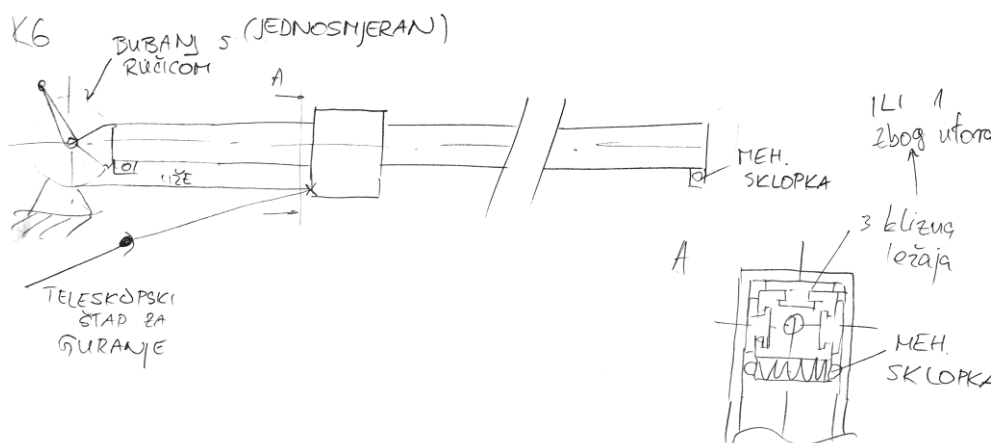 K6
BUBANJ S (JEDNOSMJERAN)
RUČICOM
A
UŽE
MEH.
SKLOPKA
ILI 1
zbog utora
3 klizna
ležaja
A
MEH.
SKLOPKA
TELESKOPSKI
ŠTAP ZA
GURANJE